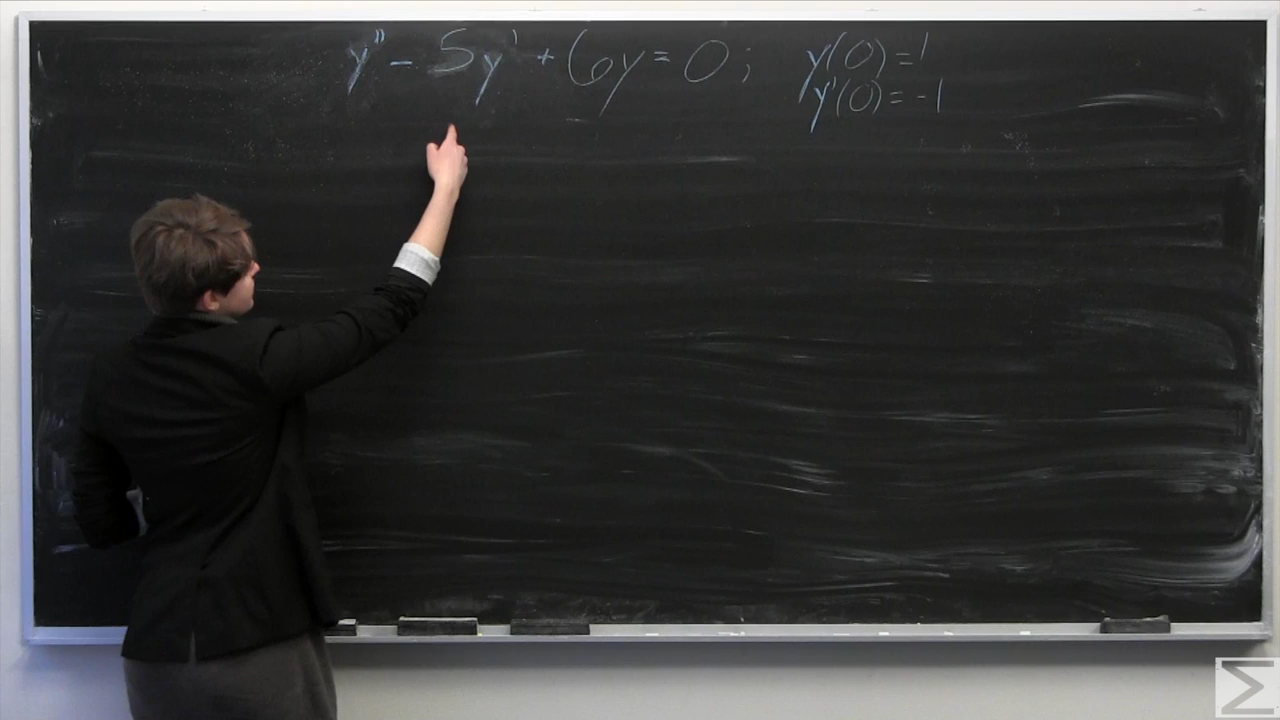 y'' - 5y' + 6y = 0; y(0) = 1
y'(0) = -1
Σ